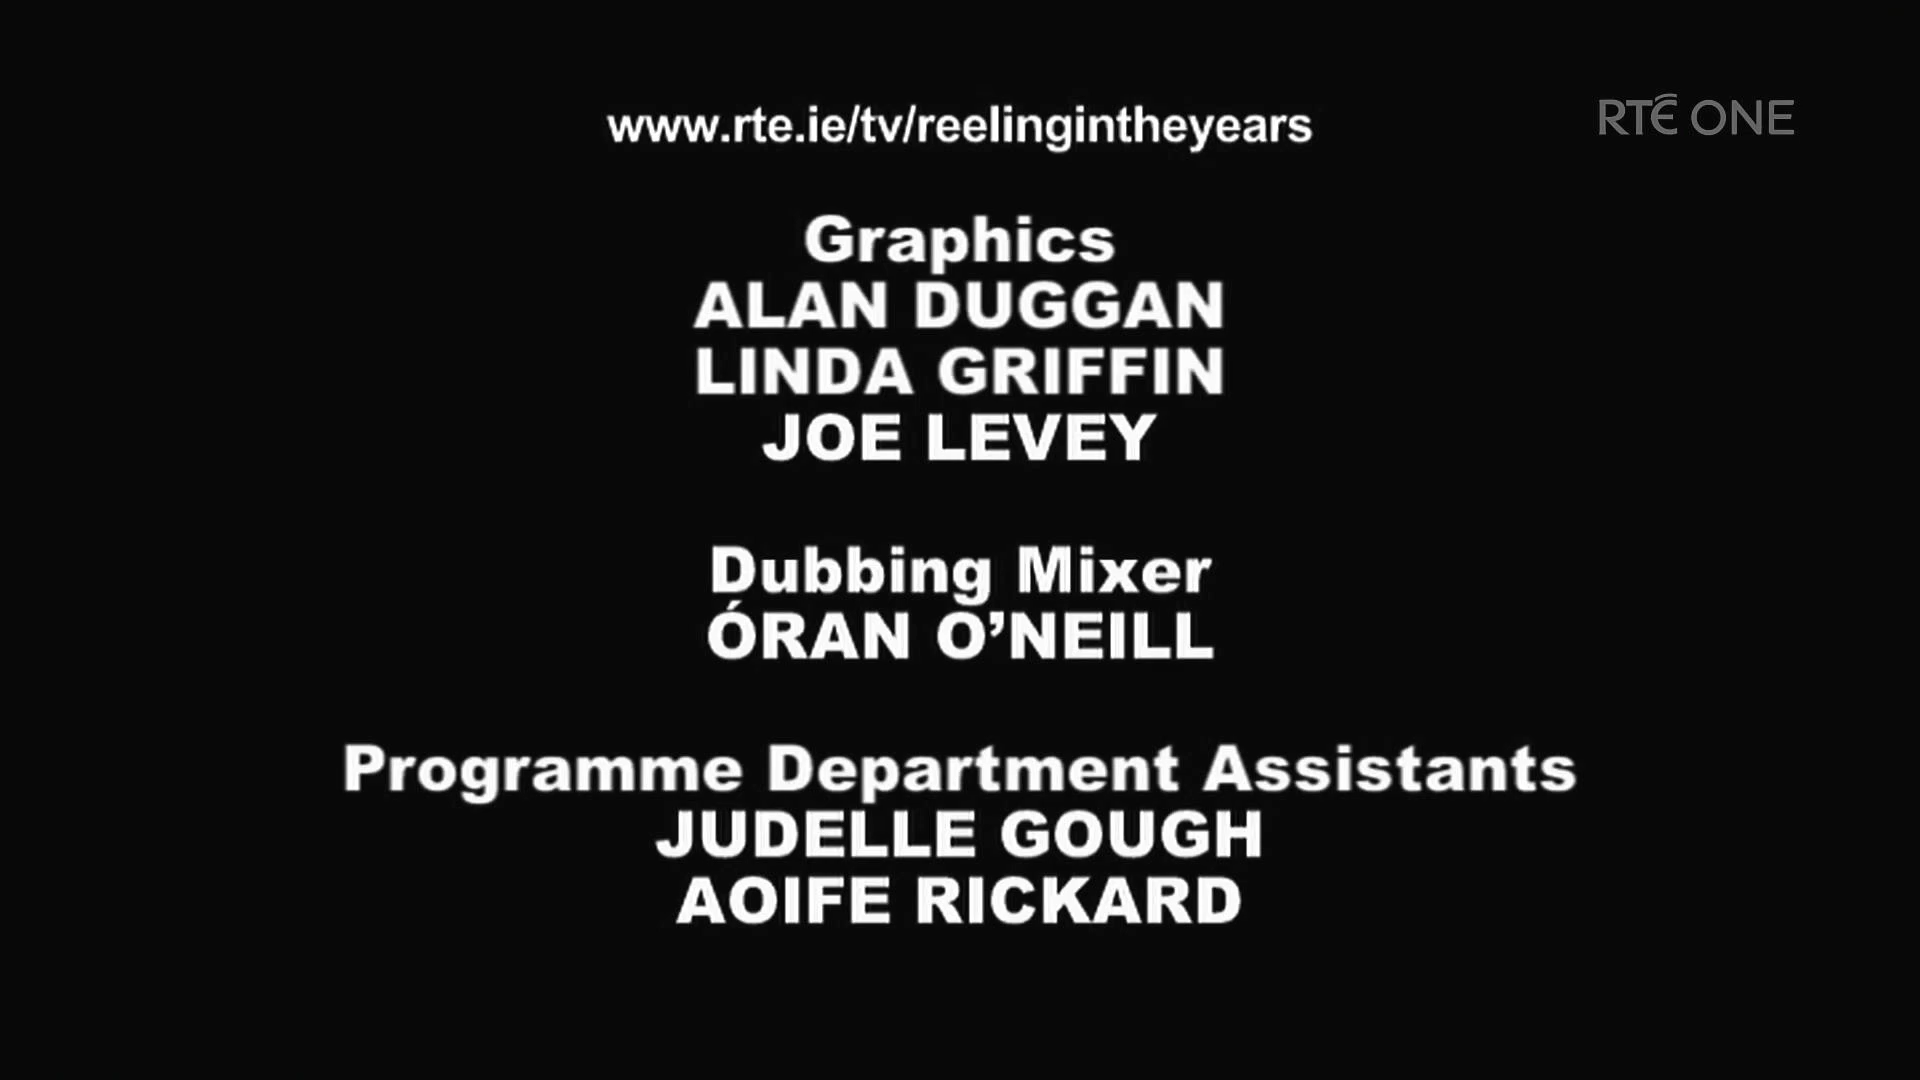 www.rte.ie/tv/reelingintheyears
RTÉ ONE
Graphics
ALAN DUGGAN
LINDA GRIFFIN
JOE LEVEY
Dubbing Mixer
ÓRAN O’NEILL
Programme Department Assistants
JUDELLE GOUGH
AOIFE RICKARD